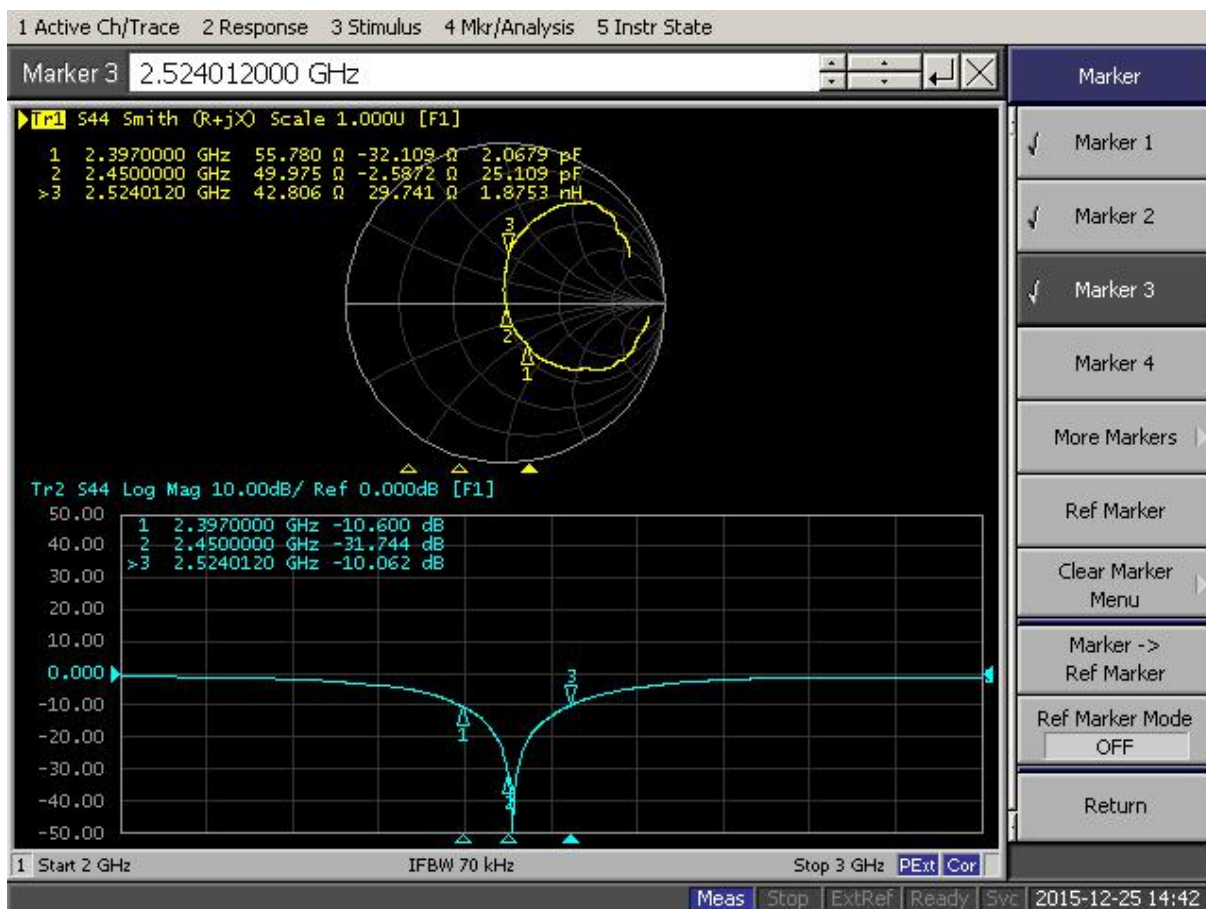 1 Active Ch/Trace 2 Response 3 Stimulus 4 Mkr/Analysis 5 Instr State
Marker 3 2.524012000 GHz
Marker
Tr1 S44 Smith (R+jX) Scale 1.000U [F1]
1 2.3970000 GHz 55.780 Ω -32.109 Ω 2.0679 pF
2 2.4500000 GHz 49.975 Ω -2.5872 Ω 25.109 pF
>3 2.5240120 GHz 42.806 Ω 29.741 Ω 1.8753 nH
3
2
1
Tr2 S44 Log Mag 10.00dB/ Ref 0.000dB [F1]
50.00
40.00
30.00
20.00
10.00
0.000
-10.00
-20.00
-30.00
-40.00
-50.00
1 2.3970000 GHz -10.600 dB
2 2.4500000 GHz -31.744 dB
>3 2.5240120 GHz -10.062 dB
3
1
2
1 Start 2 GHz IFBW 70 kHz Stop 3 GHz PExt Cor
Marker 1
Marker 2
Marker 3
Marker 4
More Markers
Ref Marker
Clear Marker
Menu
Marker ->
Ref Marker
Ref Marker Mode
OFF
Return
Meas Stop ExtRef Ready Svc 2015-12-25 14:42